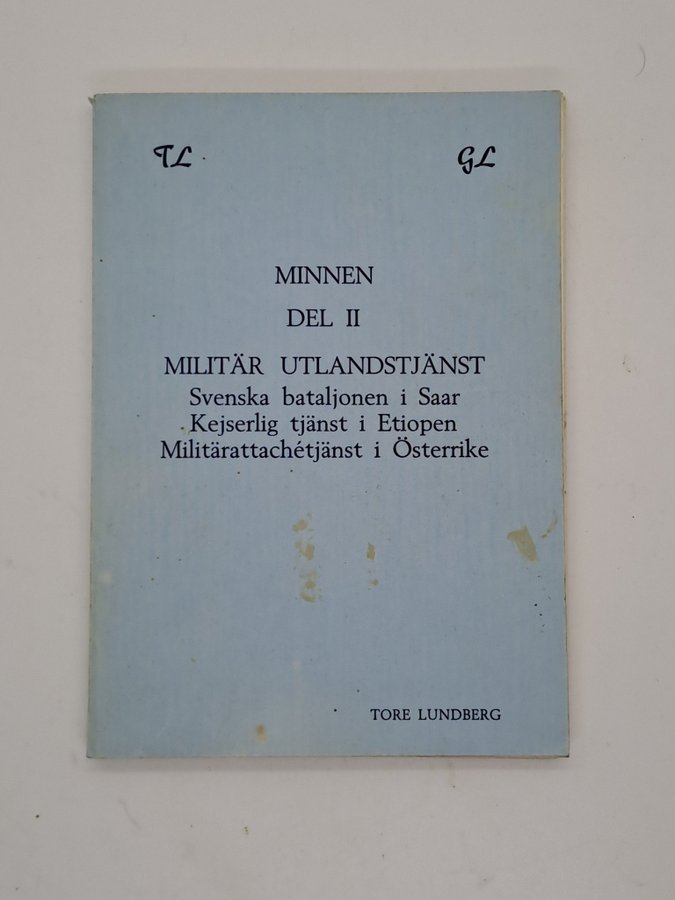 TL GL
MINNEN
DEL II
MILITÄR UTLANDSTJÄNST
Svenska bataljonen i Saar
Kejserlig tjänst i Etiopen
Militärattachétjänst i Österrike
TORE LUNDBERG